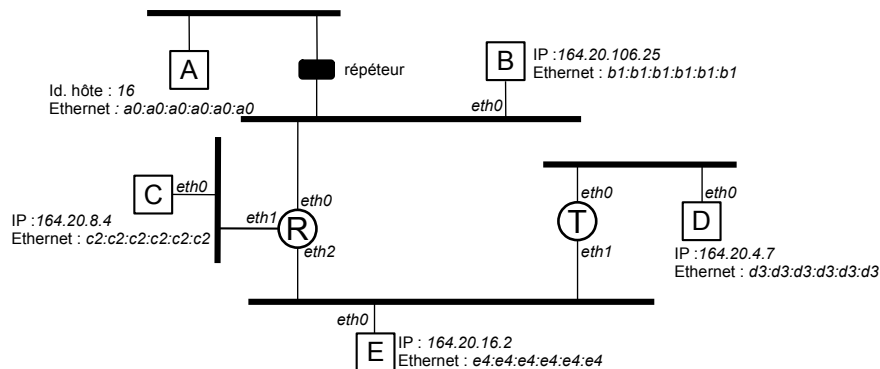 A
répéteur
B
IP :164.20.106.25
Ethernet : b1:b1:b1:b1:b1:b1
Id. hôte : 16
Ethernet : a0:a0:a0:a0:a0:a0
eth0
C
eth0
IP :164.20.8.4
Ethernet : c2:c2:c2:c2:c2:c2
eth0
eth1
R
eth2
eth0
T
eth1
eth0
D
IP :164.20.4.7
Ethernet : d3:d3:d3:d3:d3:d3
eth0
E
IP : 164.20.16.2
Ethernet : e4:e4:e4:e4:e4:e4